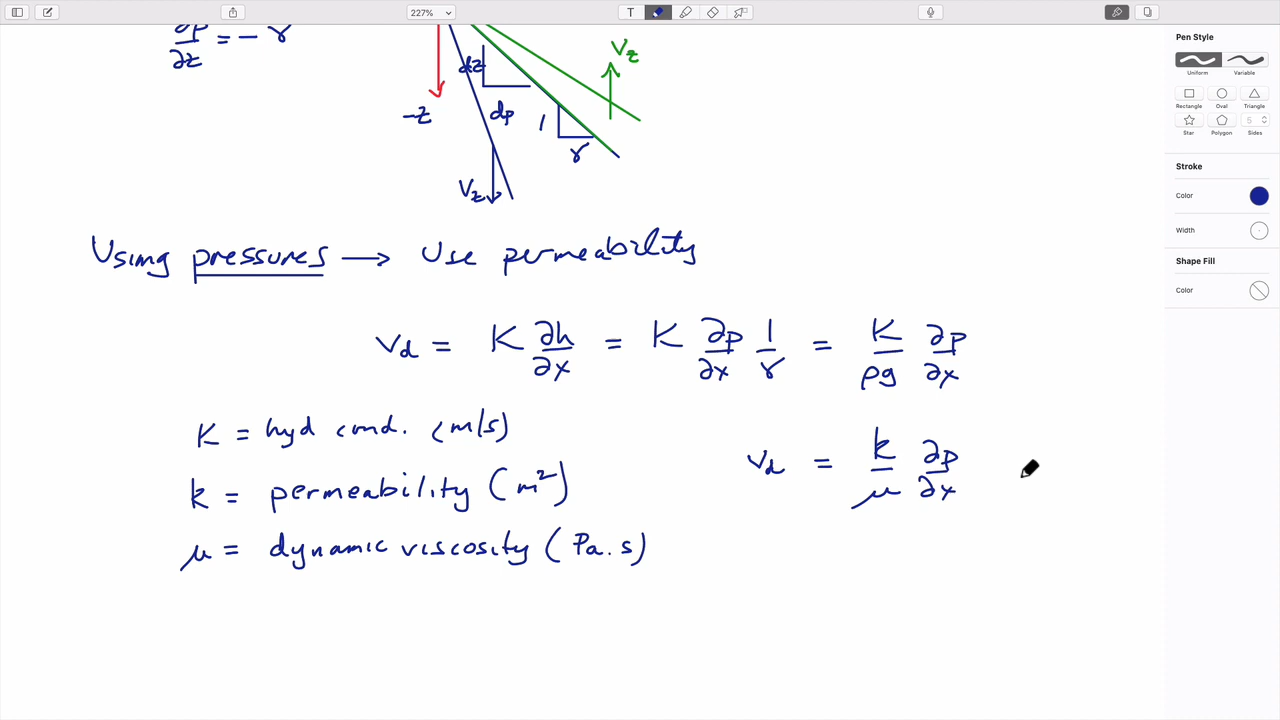 227%
T
Pen Style
Uniform Variable
Rectangle Oval Triangle
5
Star Polygon Sides
Stroke
Color
Width
Shape Fill
Color
∂p/∂z = - γ
-z
dz
dp
1
γ
Vz
Vz
Using pressures → Use permeability
vd = K ∂h/∂x = K ∂p/∂x 1/γ = K/ρg ∂p/∂x
K = hyd cond. (m/s)
vd = k/μ ∂p/∂x
k = permeability (m²)
μ = dynamic viscosity (Pa.s)